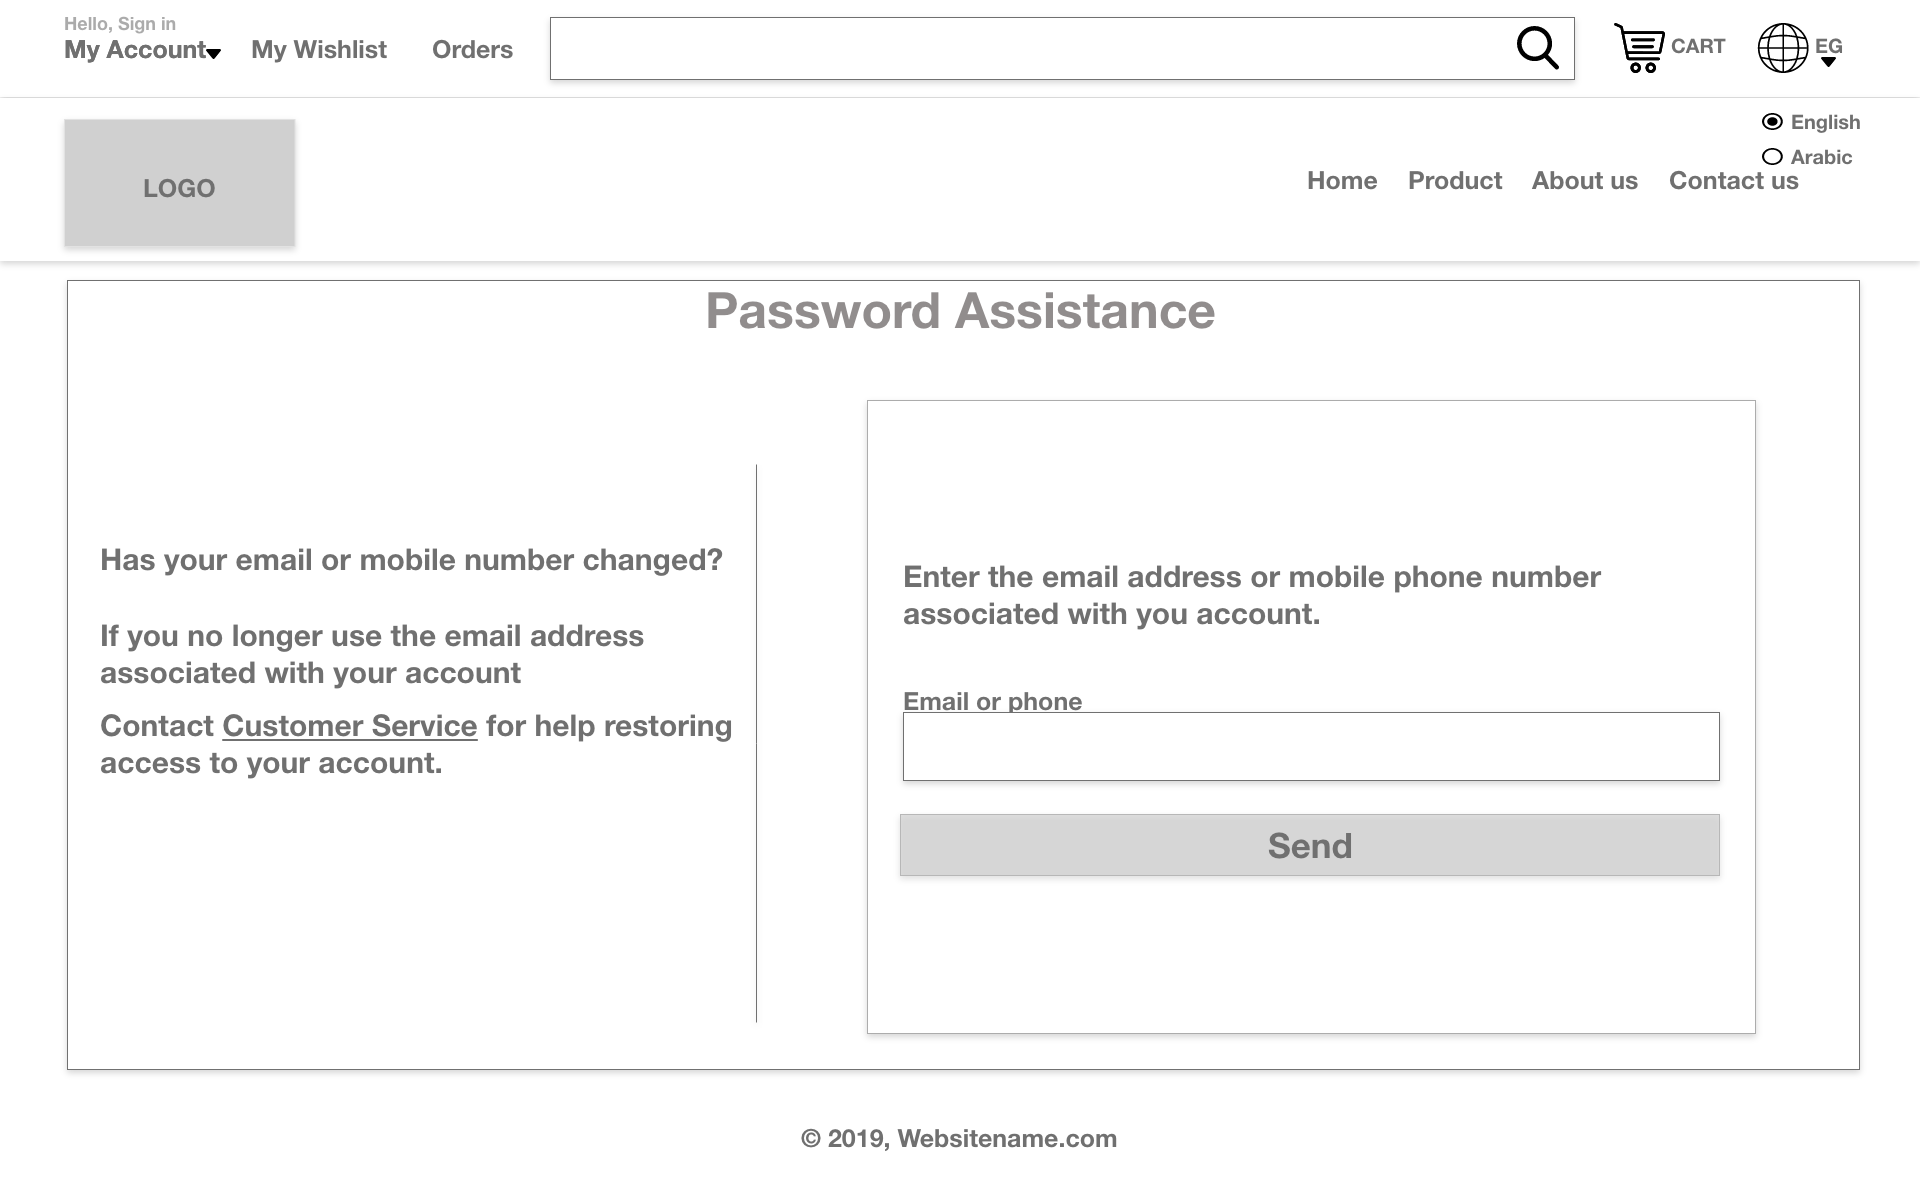 Hello, Sign in
My Account
My Wishlist
Orders
CART
EG
English
Arabic
LOGO
Home
Product
About us
Contact us
Password Assistance
Has your email or mobile number changed?
If you no longer use the email address
associated with your account
Contact Customer Service for help restoring
access to your account.
Enter the email address or mobile phone number
associated with you account.
Email or phone
Send
© 2019, Websitename.com